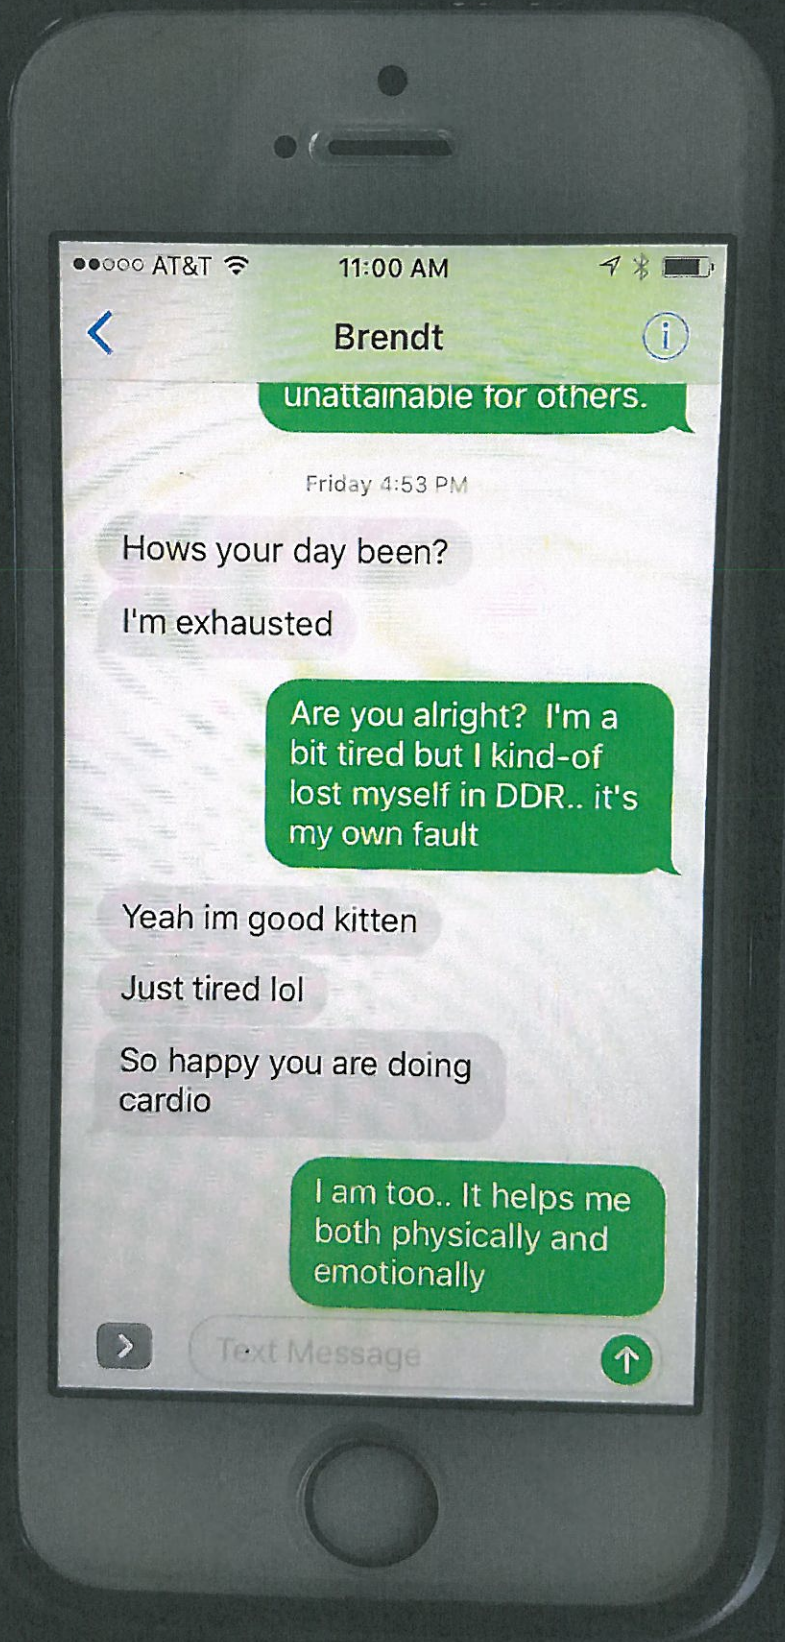 AT&T 11:00 AM
Brendt
unattainable for others.
Friday 4:53 PM
Hows your day been?
I'm exhausted
Are you alright?  I'm a
bit tired but I kind-of
lost myself in DDR.. it's
my own fault
Yeah im good kitten
Just tired lol
So happy you are doing
cardio
I am too.. It helps me
both physically and
emotionally
Text Message